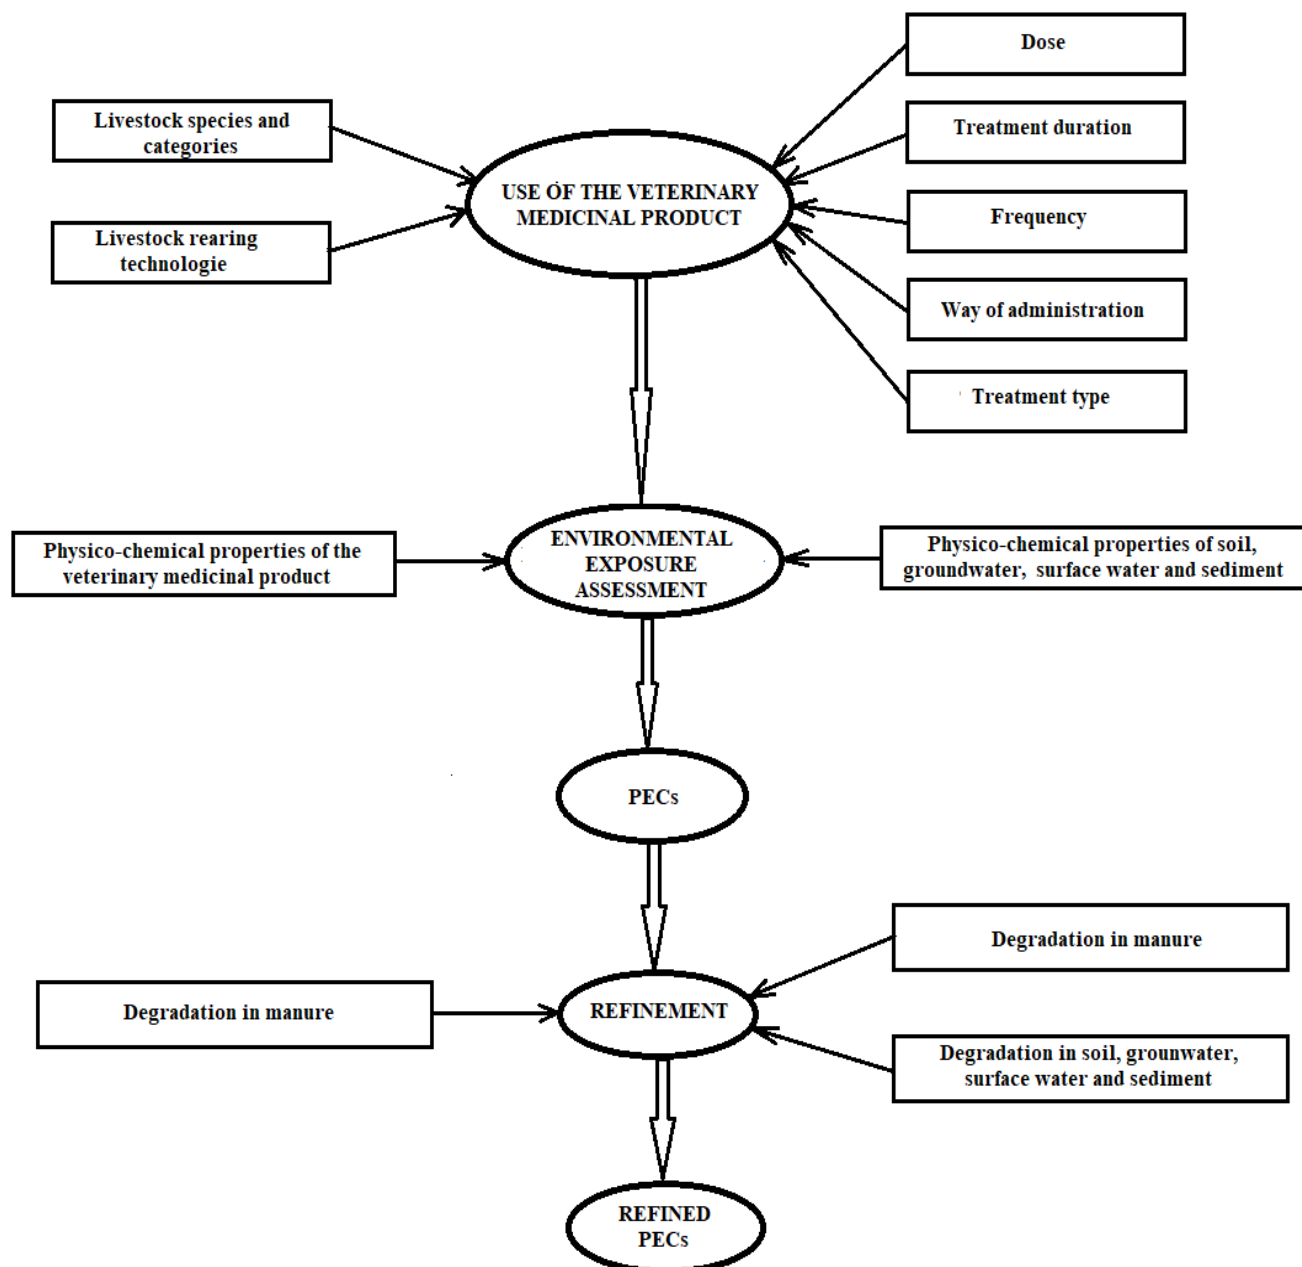 Dose
Livestock species and
categories
Treatment duration
USE OF THE VETERINARY
MEDICINAL PRODUCT
Frequency
Livestock rearing
technologie
Way of administration
Treatment type
Physico-chemical properties of the
veterinary medicinal product
ENVIRONMENTAL
EXPOSURE
ASSESSMENT
Physico-chemical properties of soil,
groundwater, surface water and sediment
PECs
Degradation in manure
Degradation in manure
REFINEMENT
Degradation in soil, grounwater,
surface water and sediment
REFINED
PECs